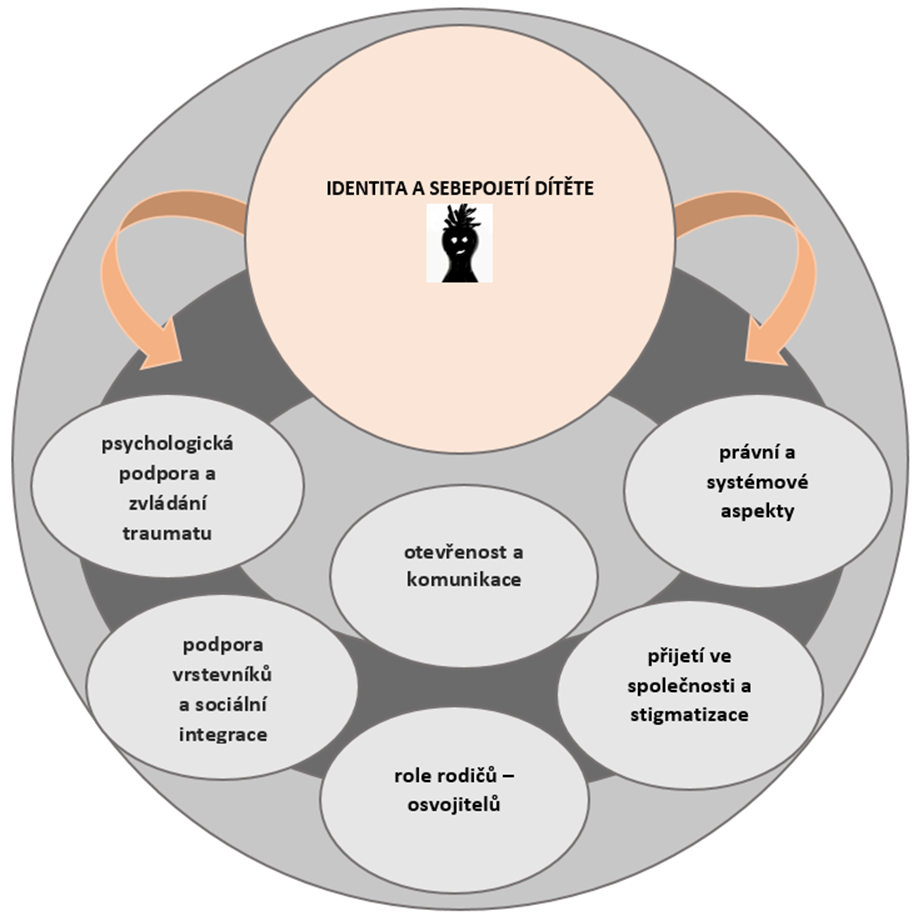 IDENTITA A SEBEPOJETÍ DÍTĚTE
psychologická
podpora a
zvládání
traumatu
právní a
systémové
aspekty
otevřenost a
komunikace
podpora
vrstevníků
a sociální
integrace
přijetí ve
společnosti a
stigmatizace
role rodičů –
osvojitelů